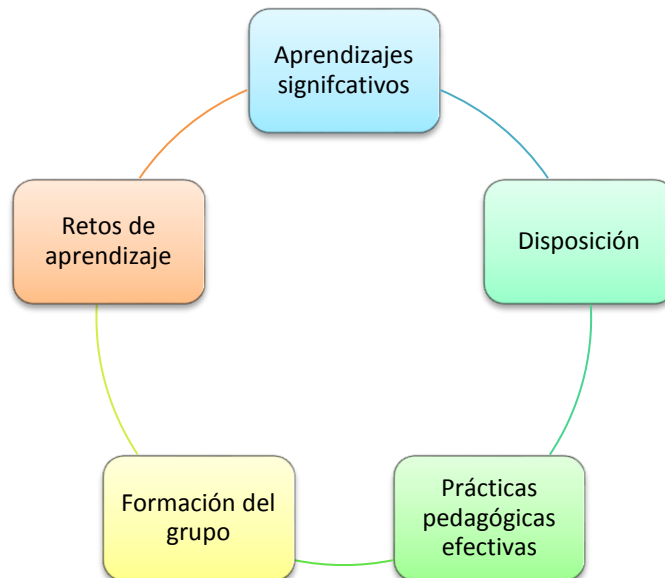 Aprendizajes
signifcativos
Disposición
Prácticas
pedagógicas
efectivas
Formación del
grupo
Retos de
aprendizaje